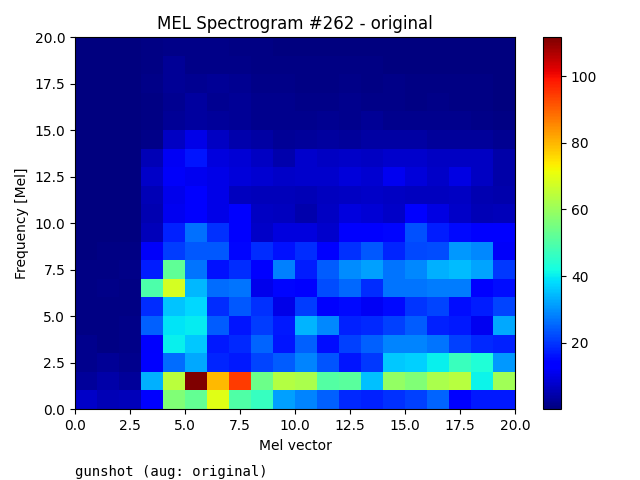 MEL Spectrogram #262 - original
20.0
17.5
15.0
12.5
10.0
7.5
5.0
2.5
0.0
Frequency [Mel]
0.0 2.5 5.0 7.5 10.0 12.5 15.0 17.5 20.0
Mel vector
100
80
60
40
20
gunshot (aug: original)